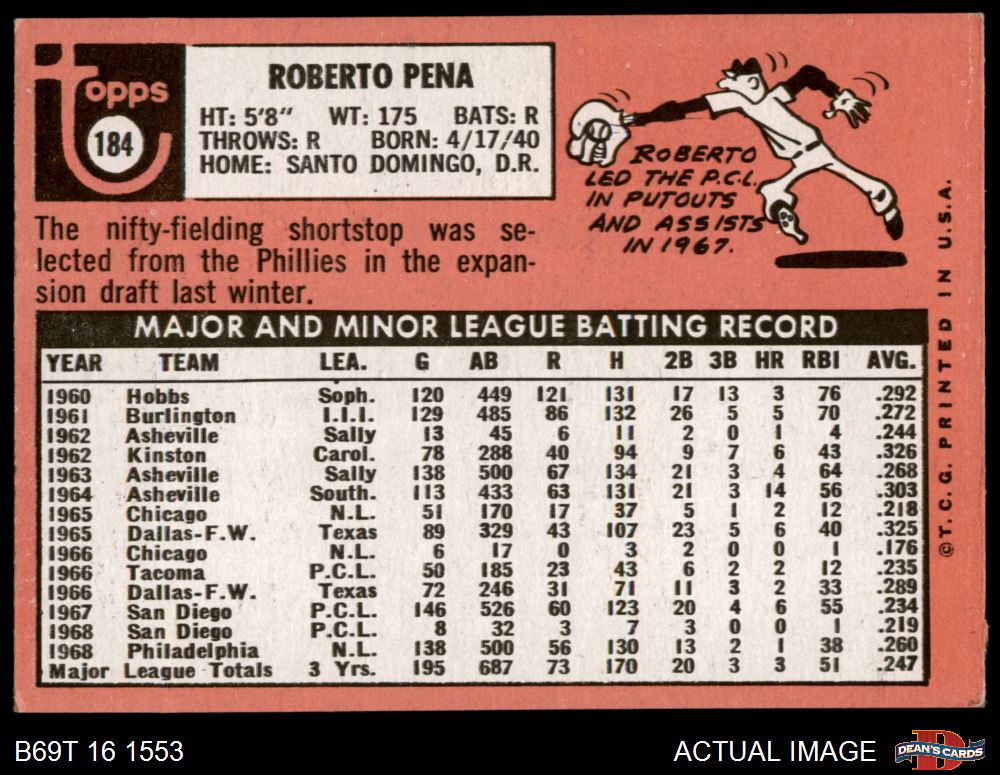 topps
184
ROBERTO PENA
HT: 5'8" WT: 175 BATS: R
THROWS: R BORN: 4/17/40
HOME: SANTO DOMINGO, D.R.
ROBERTO
LED THE P.C.L.
IN PUTOUTS
AND ASSISTS
IN 1967.
The nifty-fielding shortstop was se-
lected from the Phillies in the expan-
sion draft last winter.
MAJOR AND MINOR LEAGUE BATTING RECORD
YEAR TEAM LEA. G AB R H 2B 3B HR RBI AVG.
1960 Hobbs Soph. 120 449 121 131 17 13 3 76 .292
1961 Burlington I.I.I. 129 485 86 132 26 5 5 70 .272
1962 Asheville Sally 13 45 6 11 2 0 1 4 .244
1962 Kinston Carol. 78 288 40 94 9 7 6 43 .326
1963 Asheville Sally 138 500 67 134 21 3 4 64 .268
1964 Asheville South. 113 433 63 131 21 3 14 56 .303
1965 Chicago N.L. 51 170 17 37 5 1 2 12 .218
1965 Dallas-F.W. Texas 89 329 43 107 23 5 6 40 .325
1966 Chicago N.L. 6 17 0 3 2 0 0 1 .176
1966 Tacoma P.C.L. 50 185 23 43 6 2 2 12 .235
1966 Dallas-F.W. Texas 72 246 31 71 11 3 2 33 .289
1967 San Diego P.C.L. 146 526 60 123 20 4 6 55 .234
1968 San Diego P.C.L. 8 32 3 7 3 0 0 1 .219
1968 Philadelphia N.L. 138 500 56 130 13 2 1 38 .260
Major League Totals 3 Yrs. 195 687 73 170 20 3 3 51 .247
© T. C. G. PRINTED IN U.S.A.
B69T 16 1553
ACTUAL IMAGE
DEAN'S CARDS